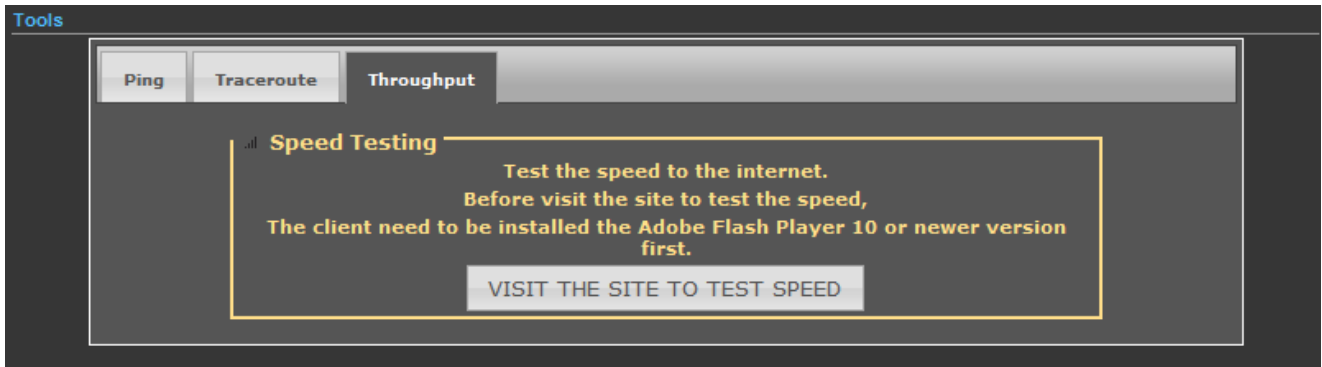 Tools
Ping Traceroute Throughput
Speed Testing
Test the speed to the internet.
Before visit the site to test the speed,
The client need to be installed the Adobe Flash Player 10 or newer version
first.
VISIT THE SITE TO TEST SPEED